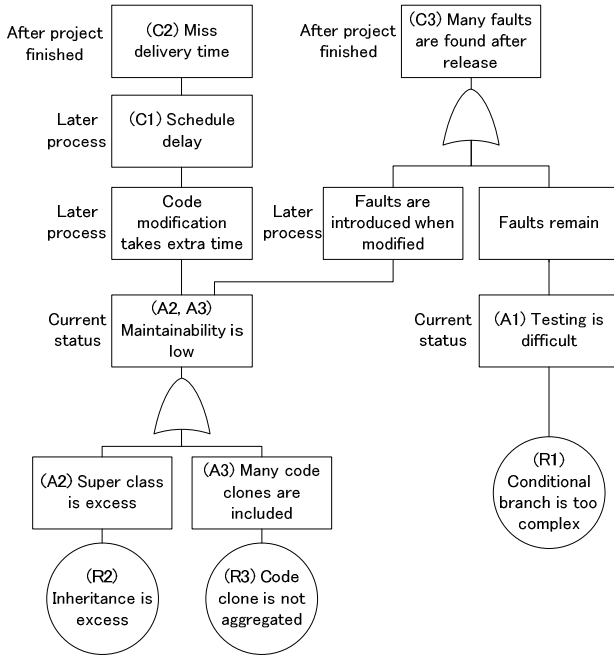 After project
finished
(C2) Miss
delivery time
After project
finished
(C3) Many faults
are found after
release
Later
process
(C1) Schedule
delay
Later
process
Code
modification
takes extra time
Later
process
Faults are
introduced when
modified
Faults remain
Current
status
(A2, A3)
Maintainability is
low
Current
status
(A1) Testing is
difficult
(A2) Super class
is excess
(A3) Many code
clones are
included
(R1)
Conditional
branch is too
complex
(R2)
Inheritance is
excess
(R3) Code
clone is not
aggregated